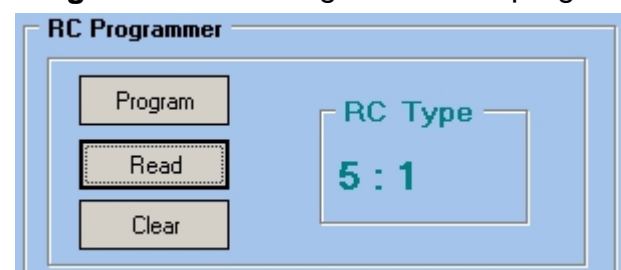 RC Programmer
Program
Read
Clear
RC Type
5 : 1